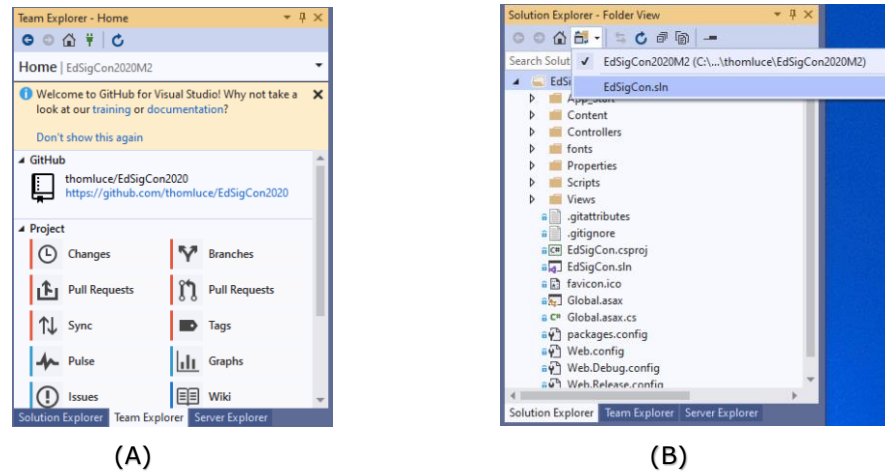 Team Explorer - Home
Home | EdSigCon2020M2
Welcome to GitHub for Visual Studio! Why not take a
look at our training or documentation?
Don't show this again
GitHub
thomluce/EdSigCon2020
https://github.com/thomluce/EdSigCon2020
Project
Changes Branches
Pull Requests Pull Requests
Sync Tags
Pulse Graphs
Issues Wiki
Solution Explorer Team Explorer Server Explorer
(A)
Solution Explorer - Folder View
Search Solut
EdSigCon2020M2 (C:\...\thomluce\EdSigCon2020M2)
EdSi
EdSigCon.sln
App_Start
Content
Controllers
fonts
Properties
Scripts
Views
.gitattributes
.gitignore
EdSigCon.csproj
EdSigCon.sln
favicon.ico
Global.asax
Global.asax.cs
packages.config
Web.config
Web.Debug.config
Web.Release.config
Solution Explorer Team Explorer Server Explorer
(B)